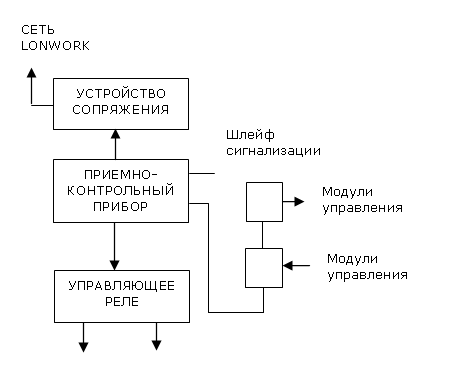 СЕТЬ
LONWORK
УСТРОЙСТВО
СОПРЯЖЕНИЯ
Шлейф
сигнализации
ПРИЕМНО-
КОНТРОЛЬНЫЙ
ПРИБОР
Модули
управления
Модули
управления
УПРАВЛЯЮЩЕЕ
РЕЛЕ